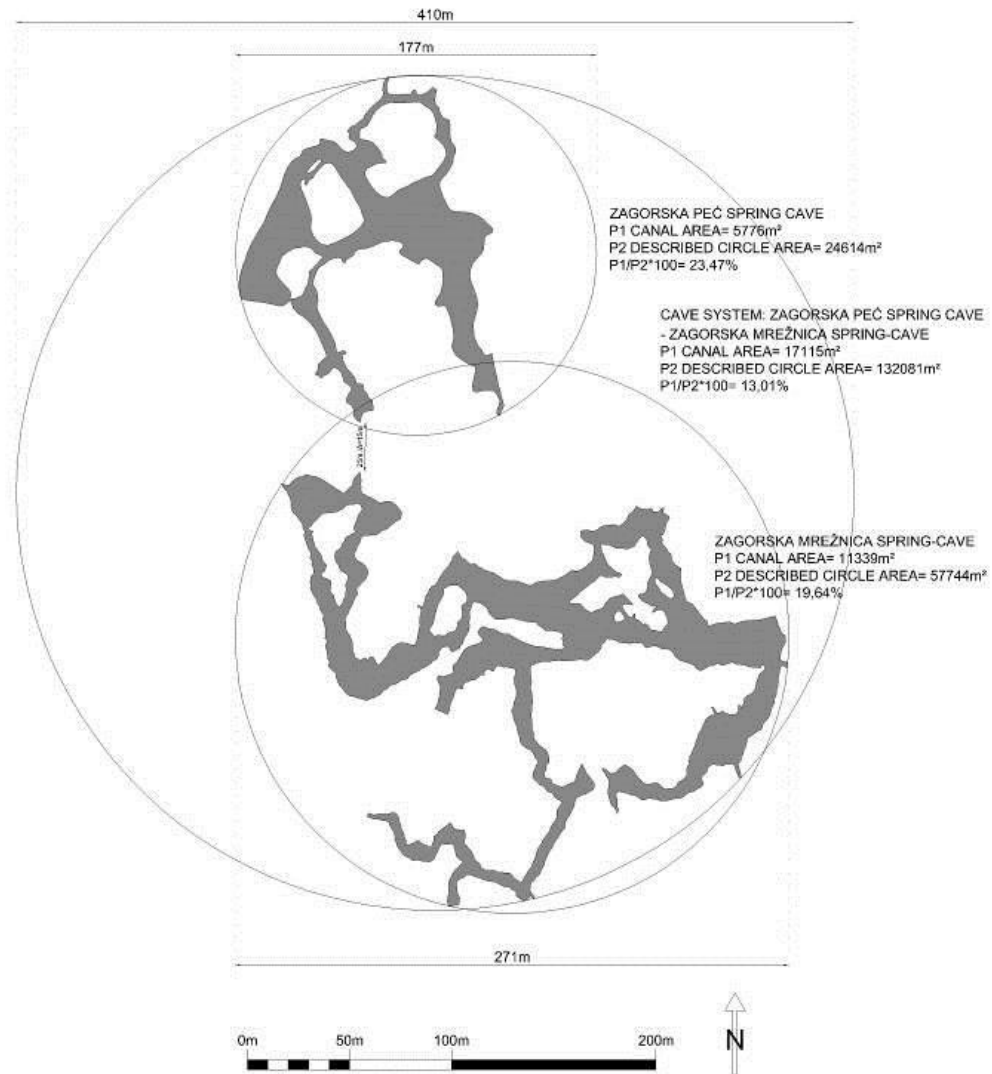 410m
177m
ZAGORSKA PEĆ SPRING CAVE
P1 CANAL AREA= 5776m²
P2 DESCRIBED CIRCLE AREA= 24614m²
P1/P2*100= 23,47%
CAVE SYSTEM: ZAGORSKA PEĆ SPRING CAVE
- ZAGORSKA MREŽNICA SPRING-CAVE
P1 CANAL AREA= 17115m²
P2 DESCRIBED CIRCLE AREA= 132081m²
P1/P2*100= 13,01%
ZAGORSKA MREŽNICA SPRING-CAVE
P1 CANAL AREA= 11339m²
P2 DESCRIBED CIRCLE AREA= 57744m²
P1/P2*100= 19,64%
271m
0m 50m 100m 200m
N